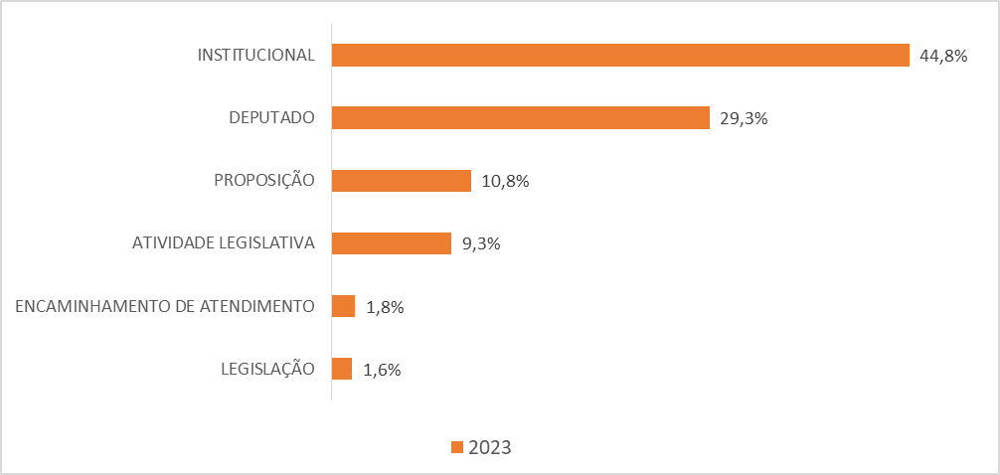 INSTITUCIONAL 44,8%
DEPUTADO 29,3%
PROPOSIÇÃO 10,8%
ATIVIDADE LEGISLATIVA 9,3%
ENCAMINHAMENTO DE ATENDIMENTO 1,8%
LEGISLAÇÃO 1,6%
2023